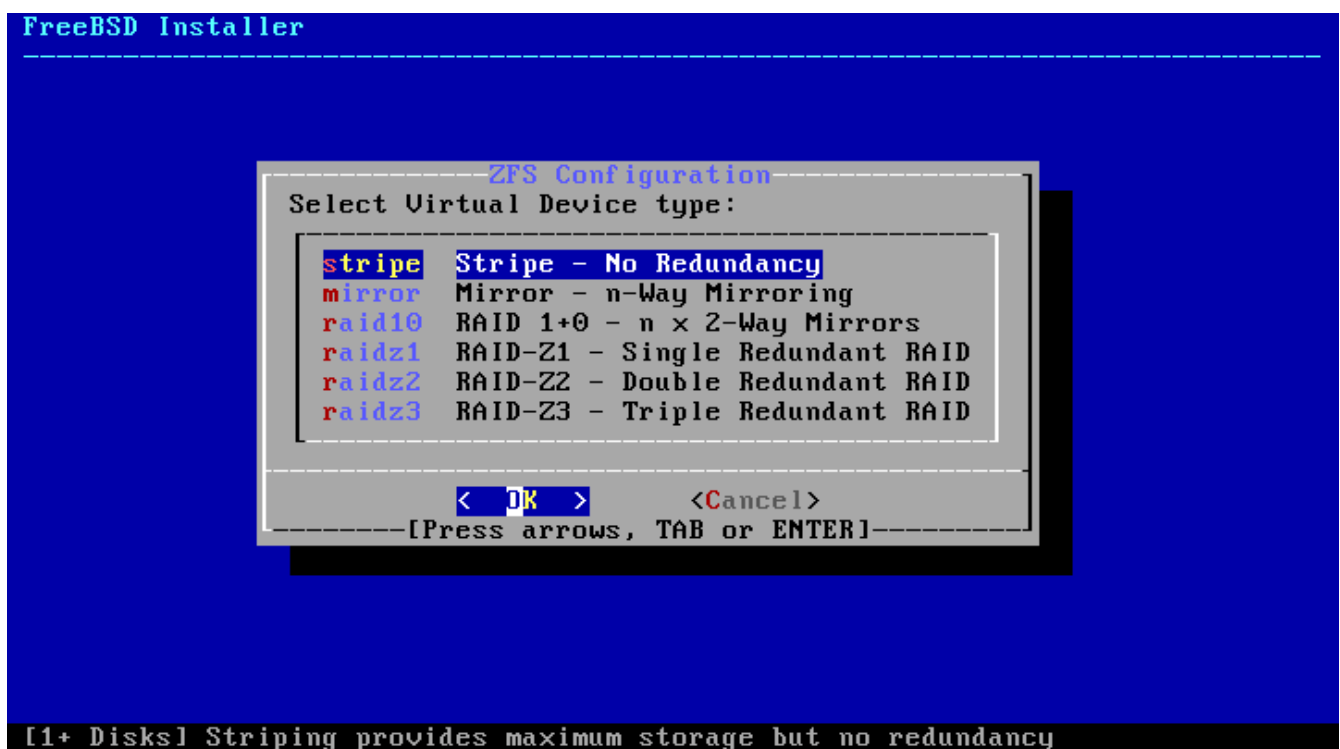 FreeBSD Installer
ZFS Configuration
Select Virtual Device type:
stripe Stripe - No Redundancy
mirror Mirror - n-Way Mirroring
raid10 RAID 1+0 - n x 2-Way Mirrors
raidz1 RAID-Z1 - Single Redundant RAID
raidz2 RAID-Z2 - Double Redundant RAID
raidz3 RAID-Z3 - Triple Redundant RAID
< OK > <Cancel>
[Press arrows, TAB or ENTER]
[1+ Disks] Striping provides maximum storage but no redundancy